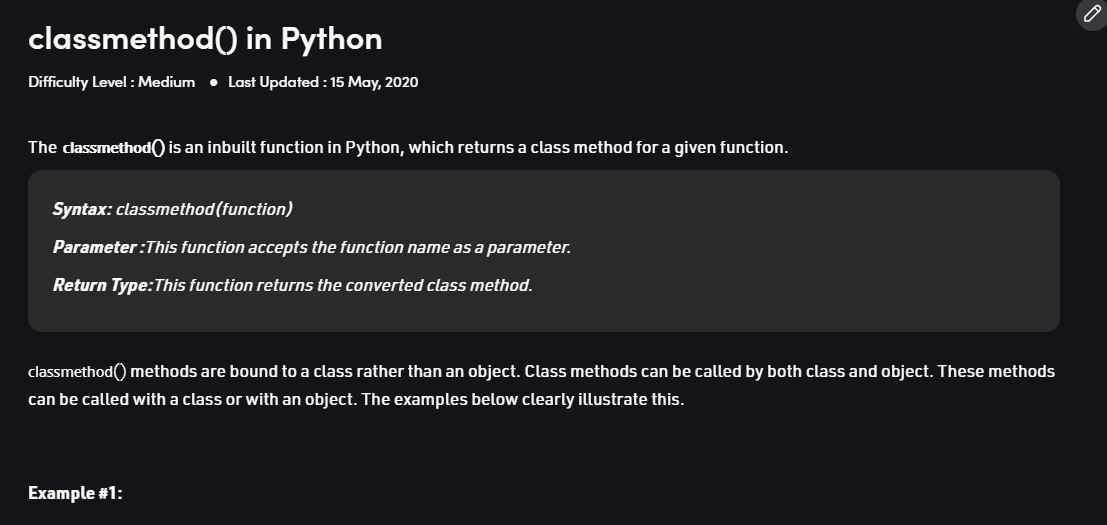 classmethod() in Python
Difficulty Level : Medium ● Last Updated : 15 May, 2020
The classmethod() is an inbuilt function in Python, which returns a class method for a given function.
Syntax: classmethod(function)
Parameter :This function accepts the function name as a parameter.
Return Type:This function returns the converted class method.
classmethod() methods are bound to a class rather than an object. Class methods can be called by both class and object. These methods
can be called with a class or with an object. The examples below clearly illustrate this.
Example #1: